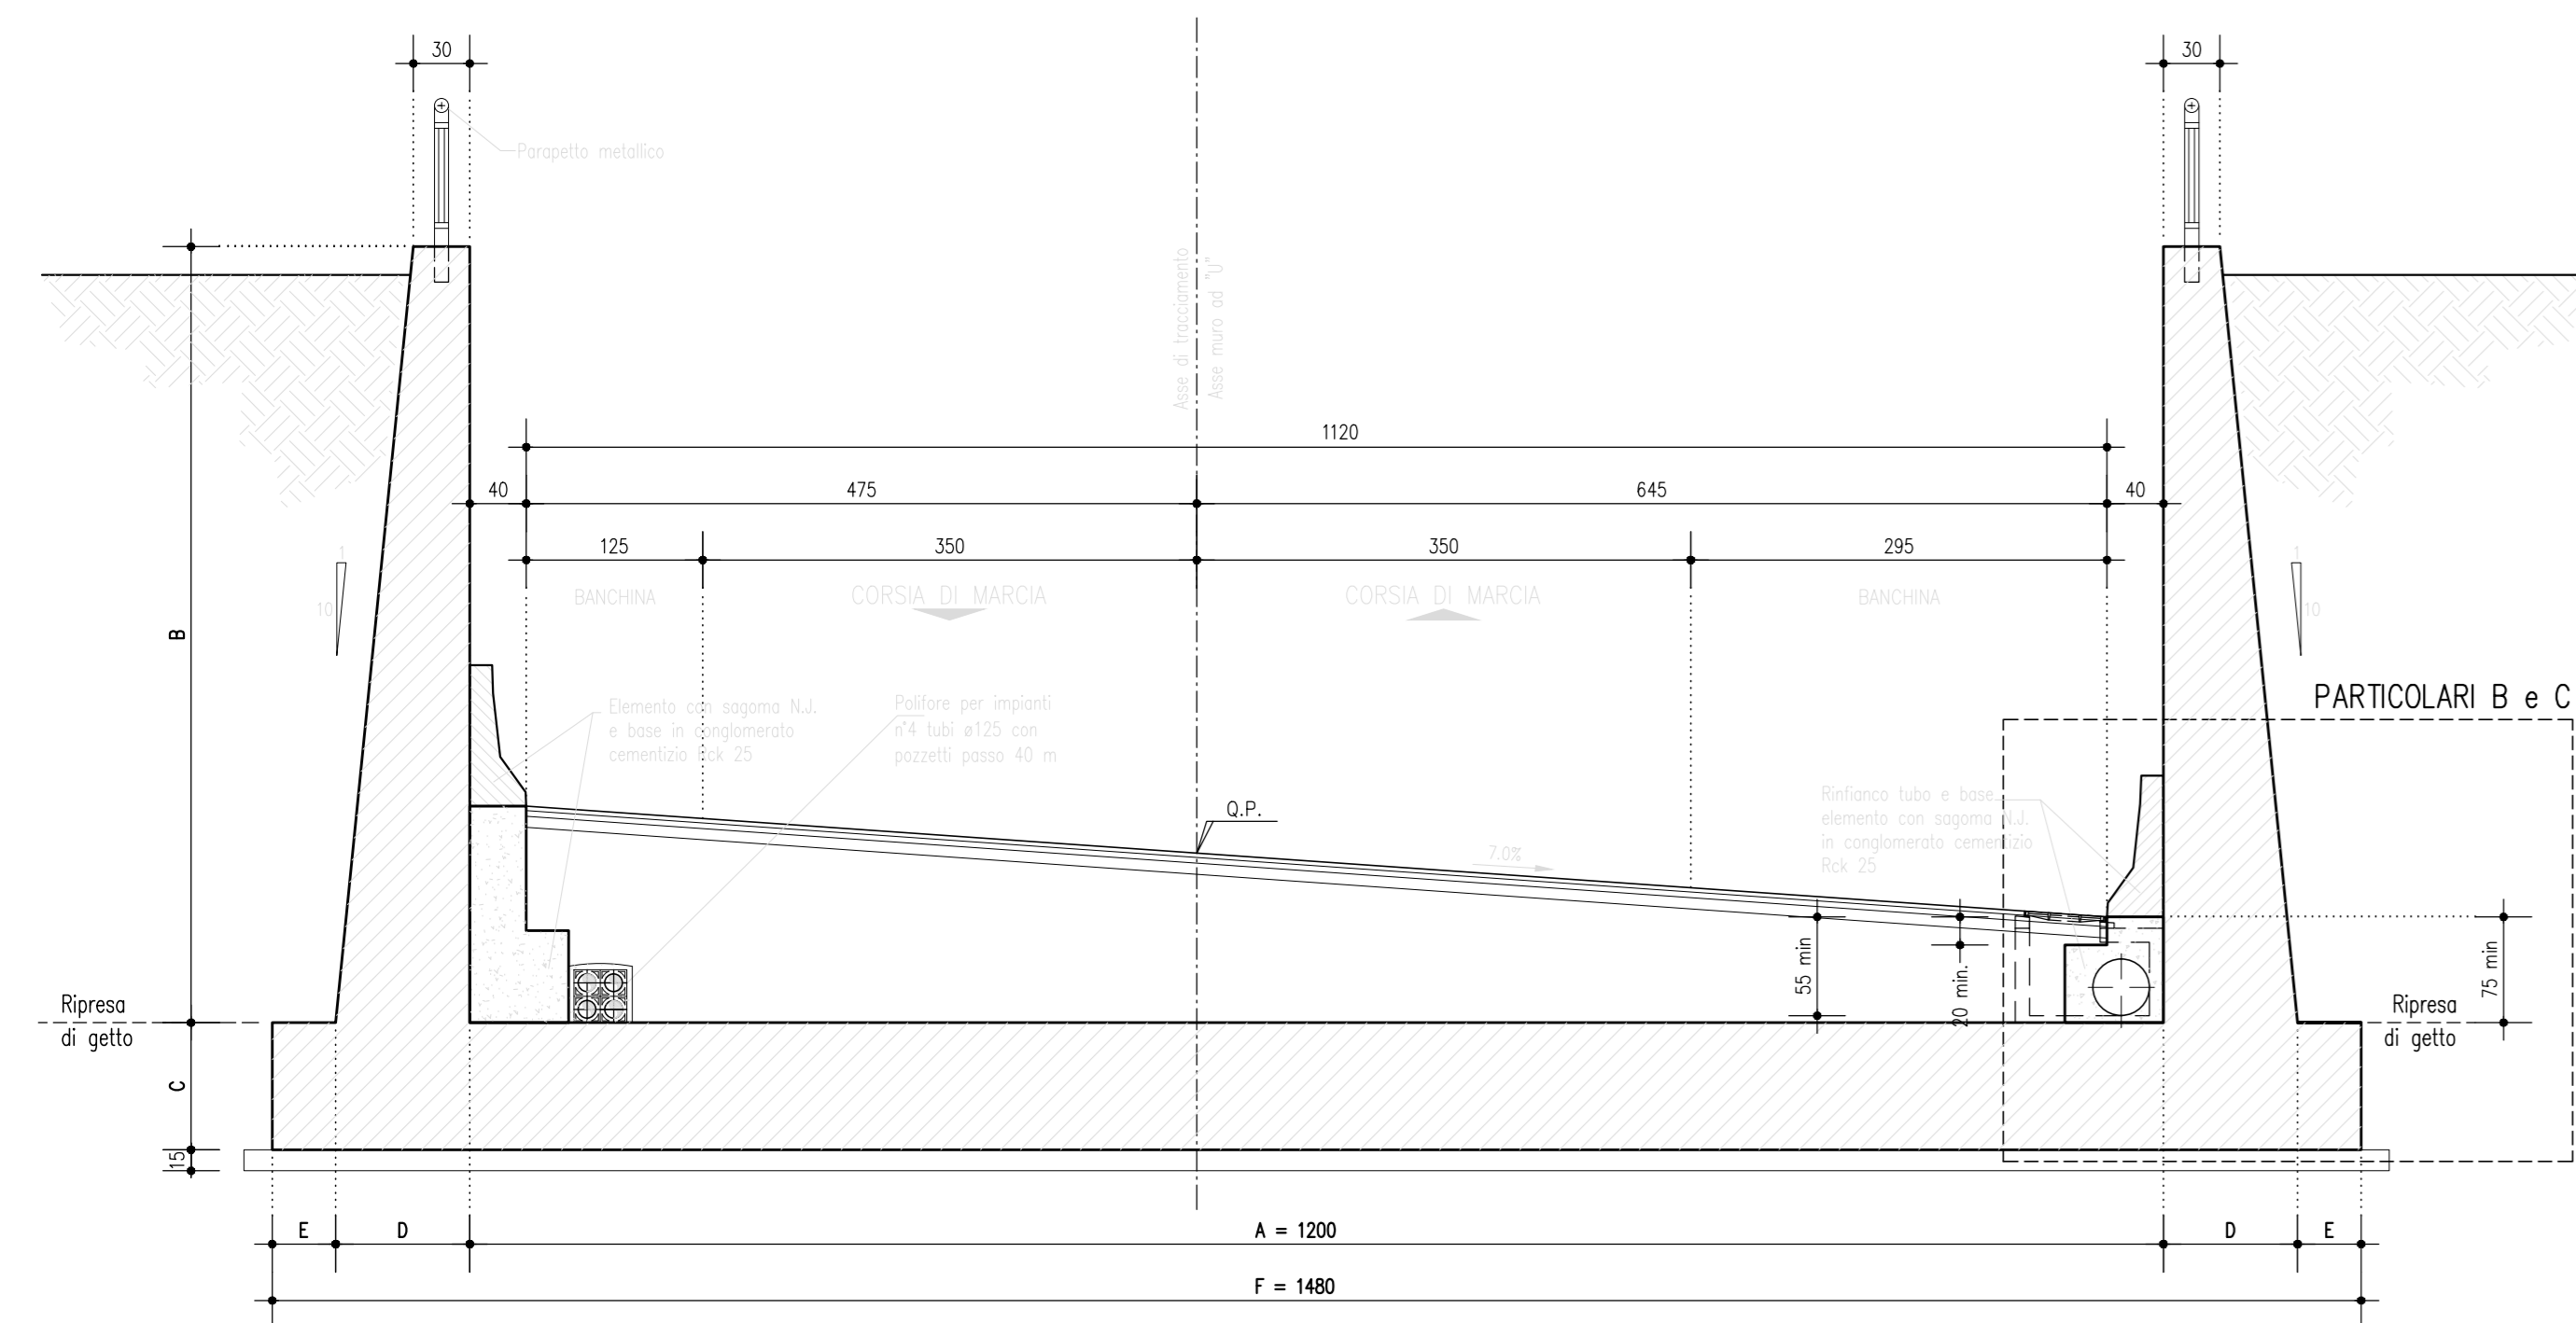 30
30
Parapetto metallico
Asse di tracciamento
Asse muro ad "U"
1120
40
475
645
40
125
350
350
295
BANCHINA
CORSIA DI MARCIA
CORSIA DI MARCIA
BANCHINA
1
10
1
10
B
PARTICOLARI B e C
Elemento con sagoma N.J.
e base in conglomerato
cementizio Rck 25
Polifore per impianti
n°4 tubi ø125 con
pozzetti passo 40 m
Q.P.
7.0%
Rinfianco tubo e base
elemento con sagoma N.J.
in conglomerato cementizio
Rck 25
55 min
20 min.
75 min
Ripresa
di getto
Ripresa
di getto
C
15
E
D
A = 1200
D
E
F = 1480